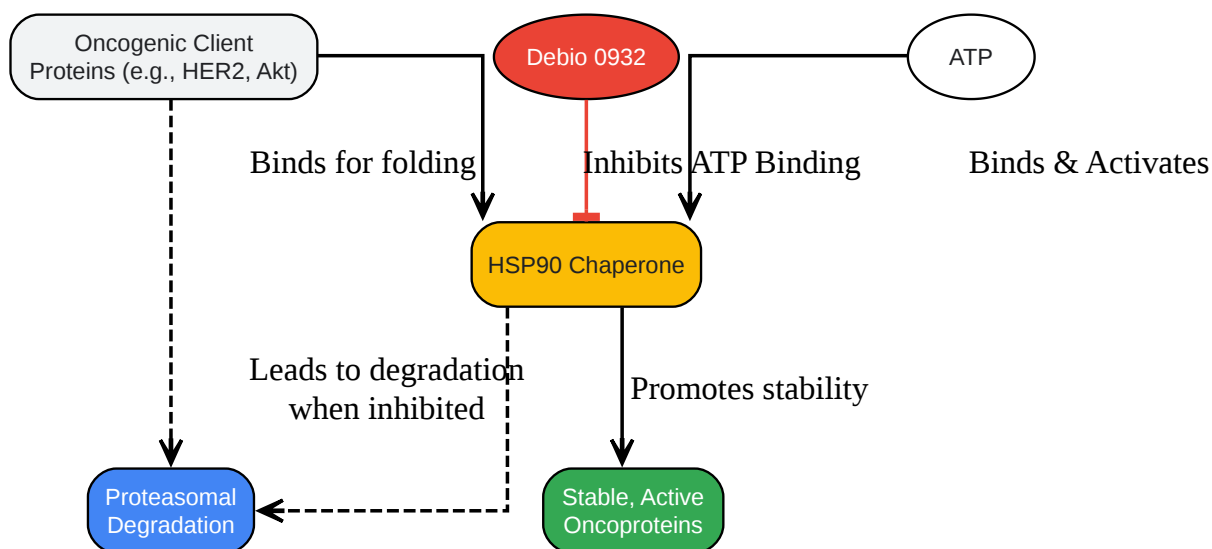 Oncogenic Client
Proteins (e.g., HER2, Akt)
Debio 0932
ATP
Binds for folding
Inhibits ATP Binding
Binds & Activates
HSP90 Chaperone
Leads to degradation
when inhibited
Promotes stability
Proteasomal
Degradation
Stable, Active
Oncoproteins